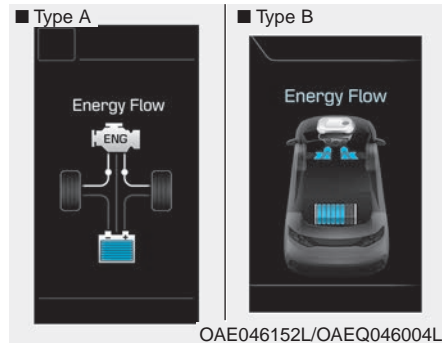 ■ Type A
■ Type B
Energy Flow
ENG
Energy Flow
OAE046152L/OAEQ046004L